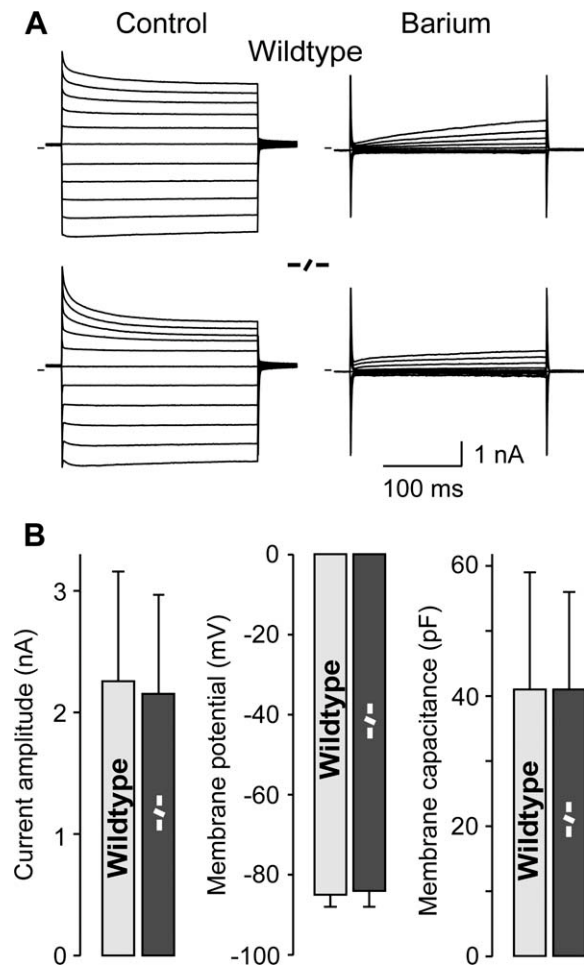 A
Control
Barium
Wildtype
-/-
1 nA
100 ms
B
Current amplitude (nA)
3
2
1
0
Wildtype
-/-
Membrane potential (mV)
0
-20
-40
-60
-80
-100
Wildtype
-/-
Membrane capacitance (pF)
60
40
20
0
Wildtype
-/-